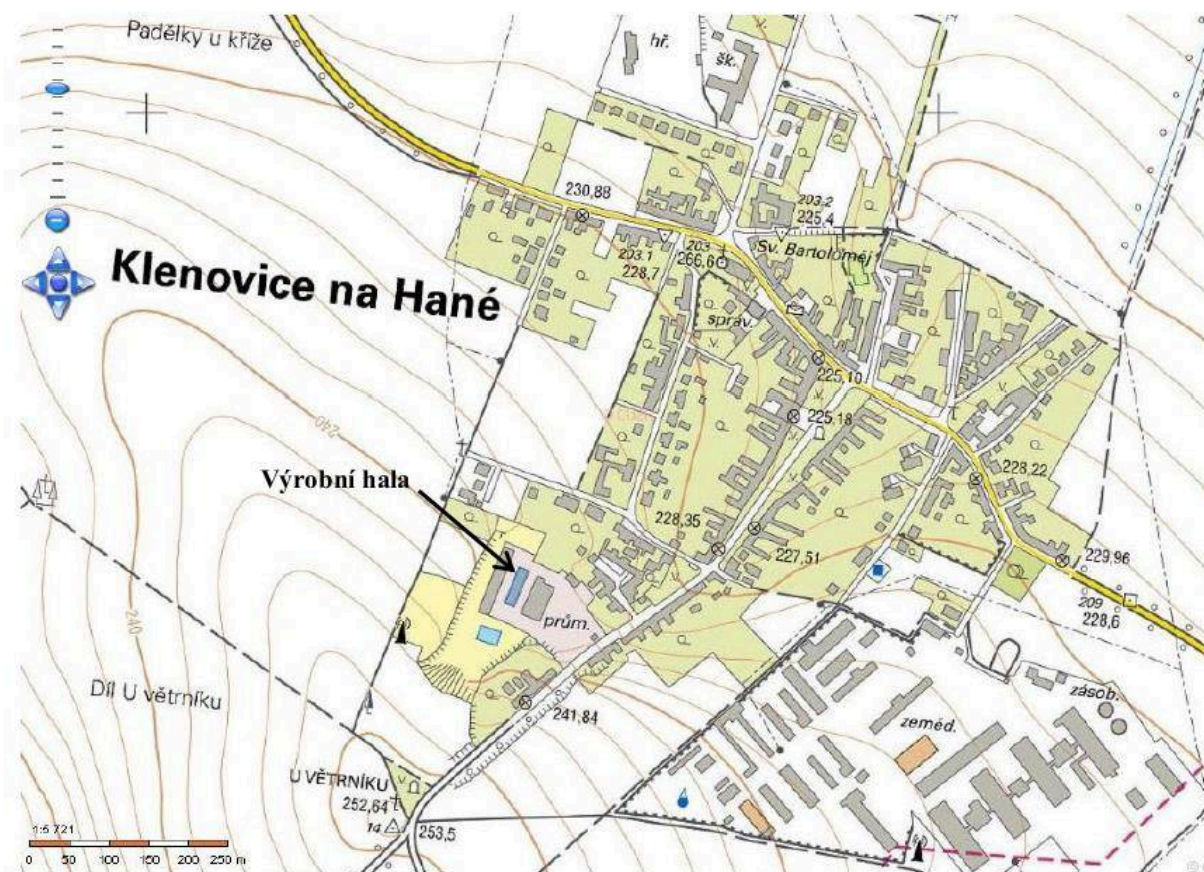 Padělky u kříže
hř.
šk.
230,88
203.2
225,4
203.1
228,7
203
266,6
Sv. Bartoloměj
Klenovice na Hané
správ.
225,10
225,18
240
Výrobní hala
228,22
228,35
227,51
229,96
209
228,6
prům.
240
Díl U větrníku
241,84
zásob.
zeměd.
U VĚTRNÍKU
252,64
14
253,5
1:5 721
0 50 100 150 200 250 m